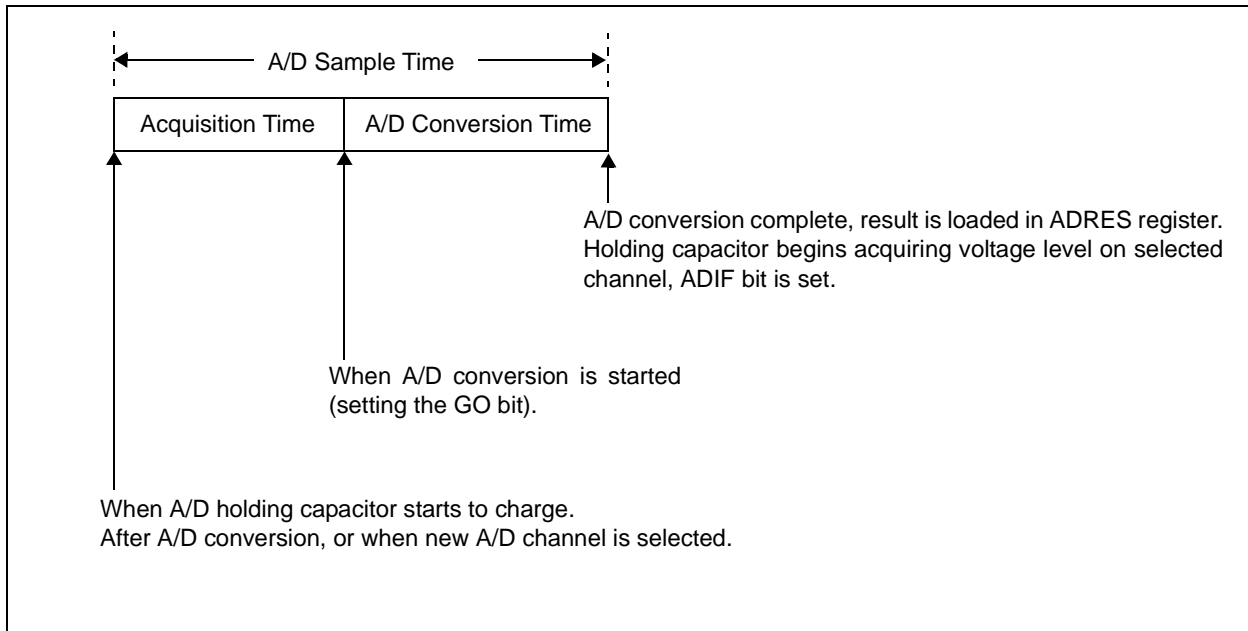 A/D Sample Time
Acquisition Time
A/D Conversion Time
A/D conversion complete, result is loaded in ADRES register.
Holding capacitor begins acquiring voltage level on selected
channel, ADIF bit is set.
When A/D conversion is started
(setting the GO bit).
When A/D holding capacitor starts to charge.
After A/D conversion, or when new A/D channel is selected.